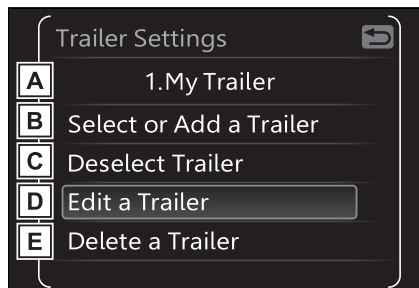 Trailer Settings
A 1.My Trailer
B Select or Add a Trailer
C Deselect Trailer
D Edit a Trailer
E Delete a Trailer